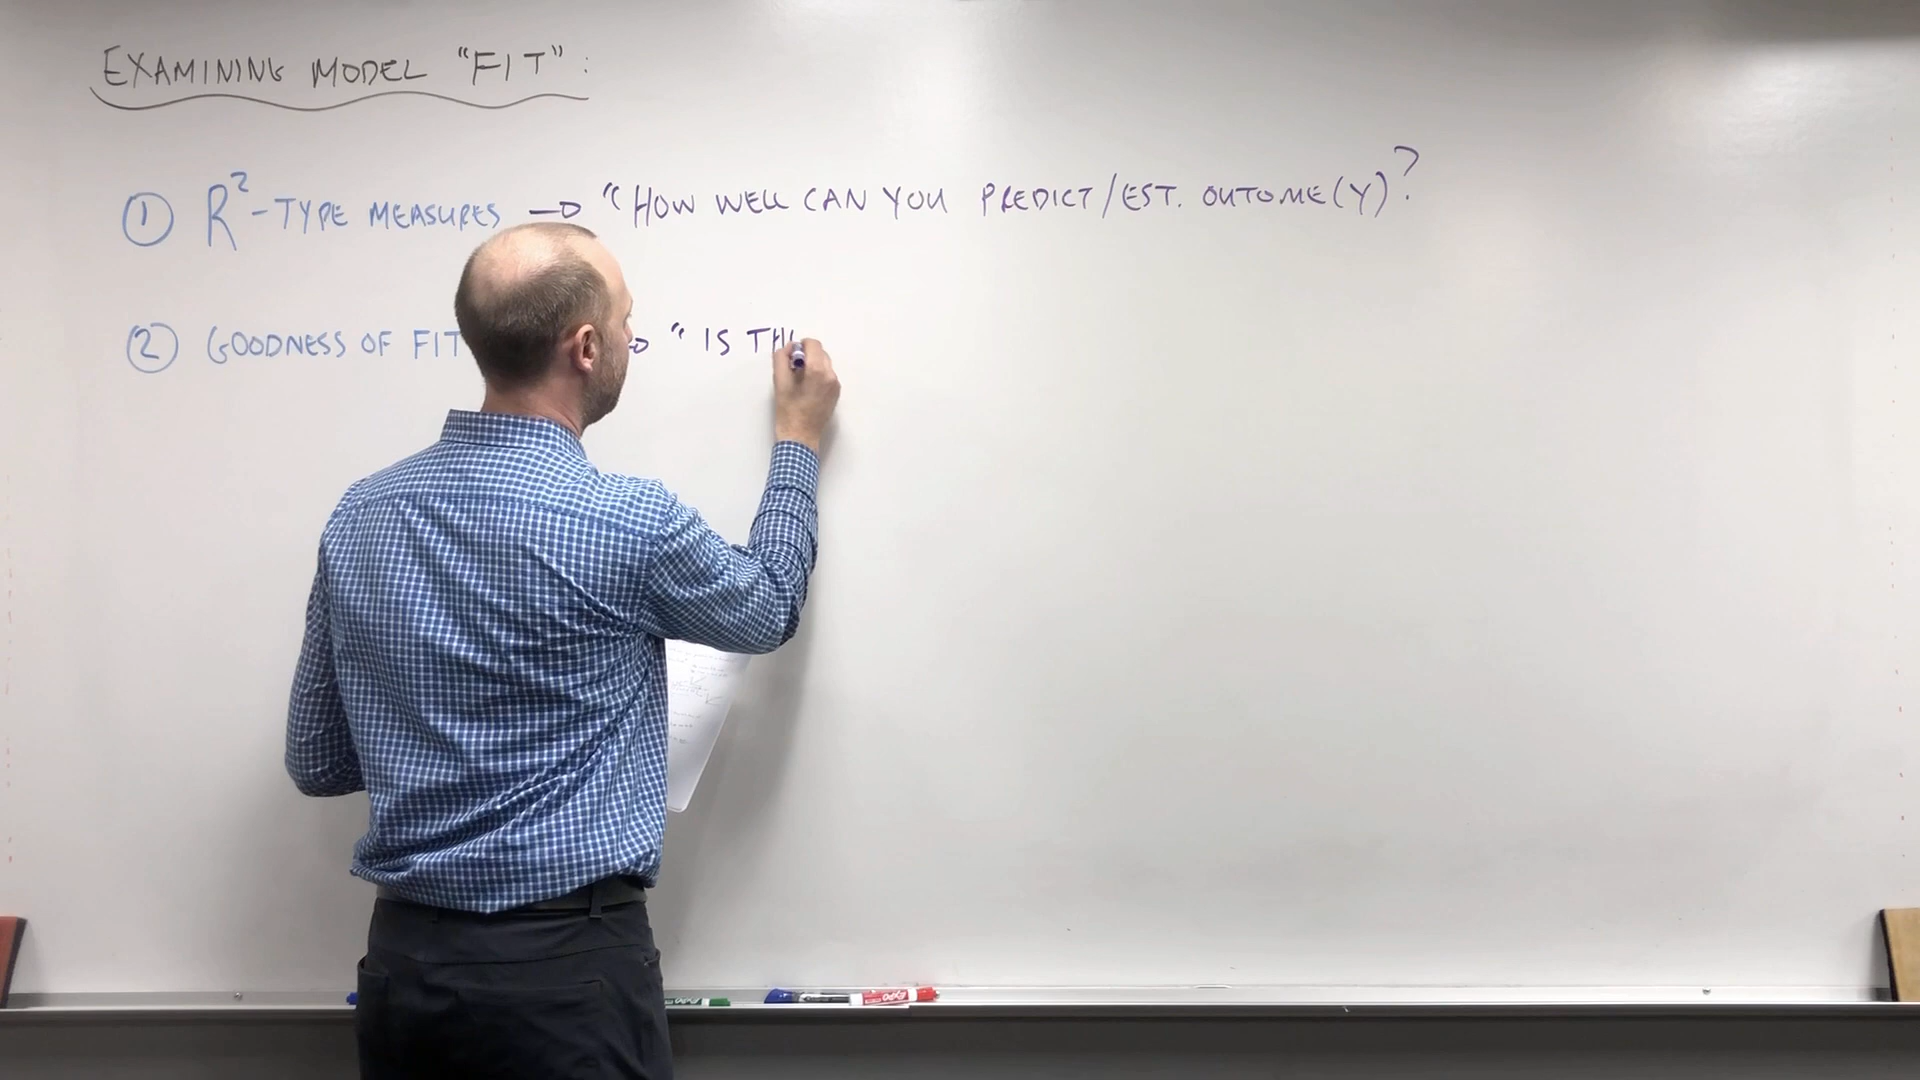 EXAMINING MODEL "FIT":
① R²-TYPE MEASURES → "HOW WELL CAN YOU PREDICT/EST. OUTOME(Y)?
② GOODNESS OF FIT → " IS TH
EXPO